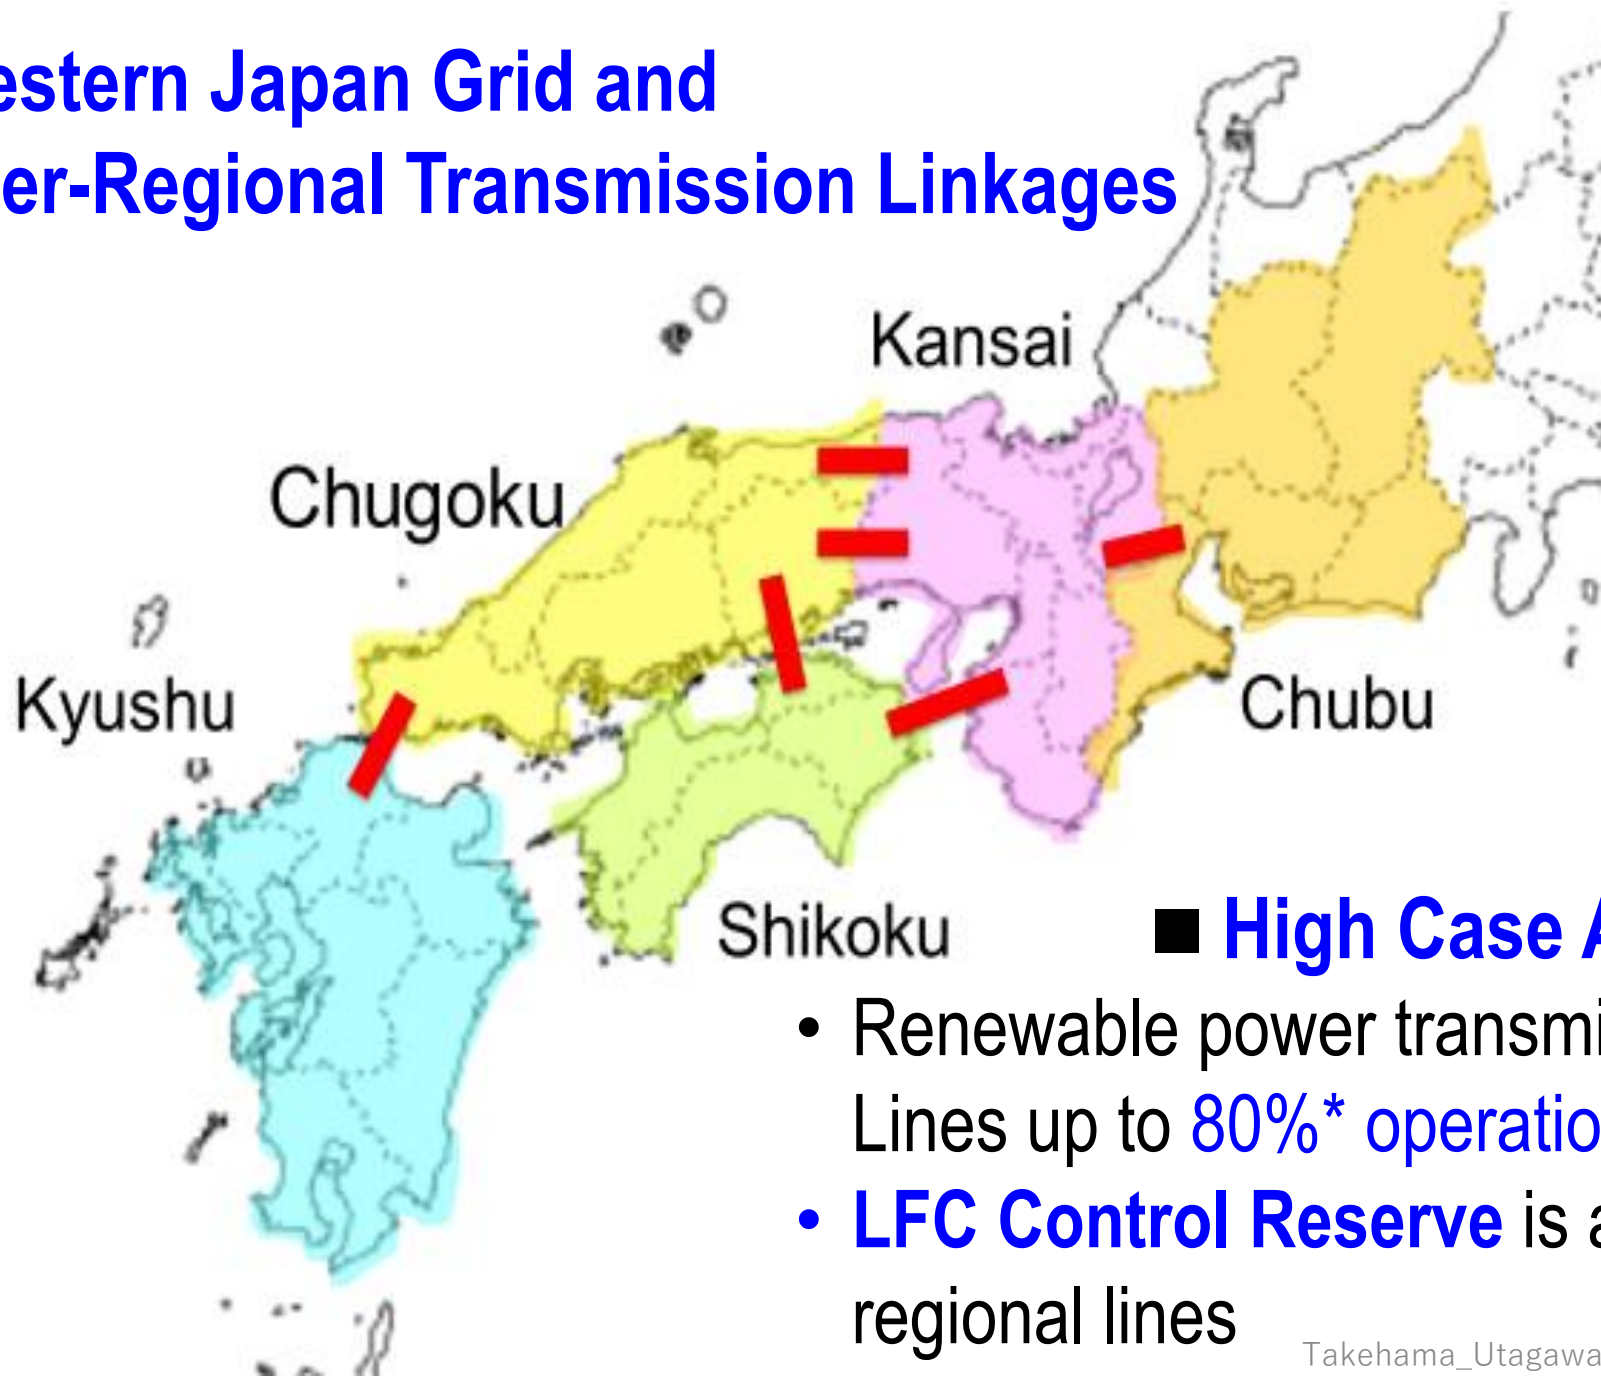 estern Japan Grid and
er-Regional Transmission Linkages
Kansai
Chugoku
Kyushu
Chubu
Shikoku
■ High Case A
• Renewable power transmi
Lines up to 80%* operatio
• LFC Control Reserve is a
regional lines
Takehama_Utagawa